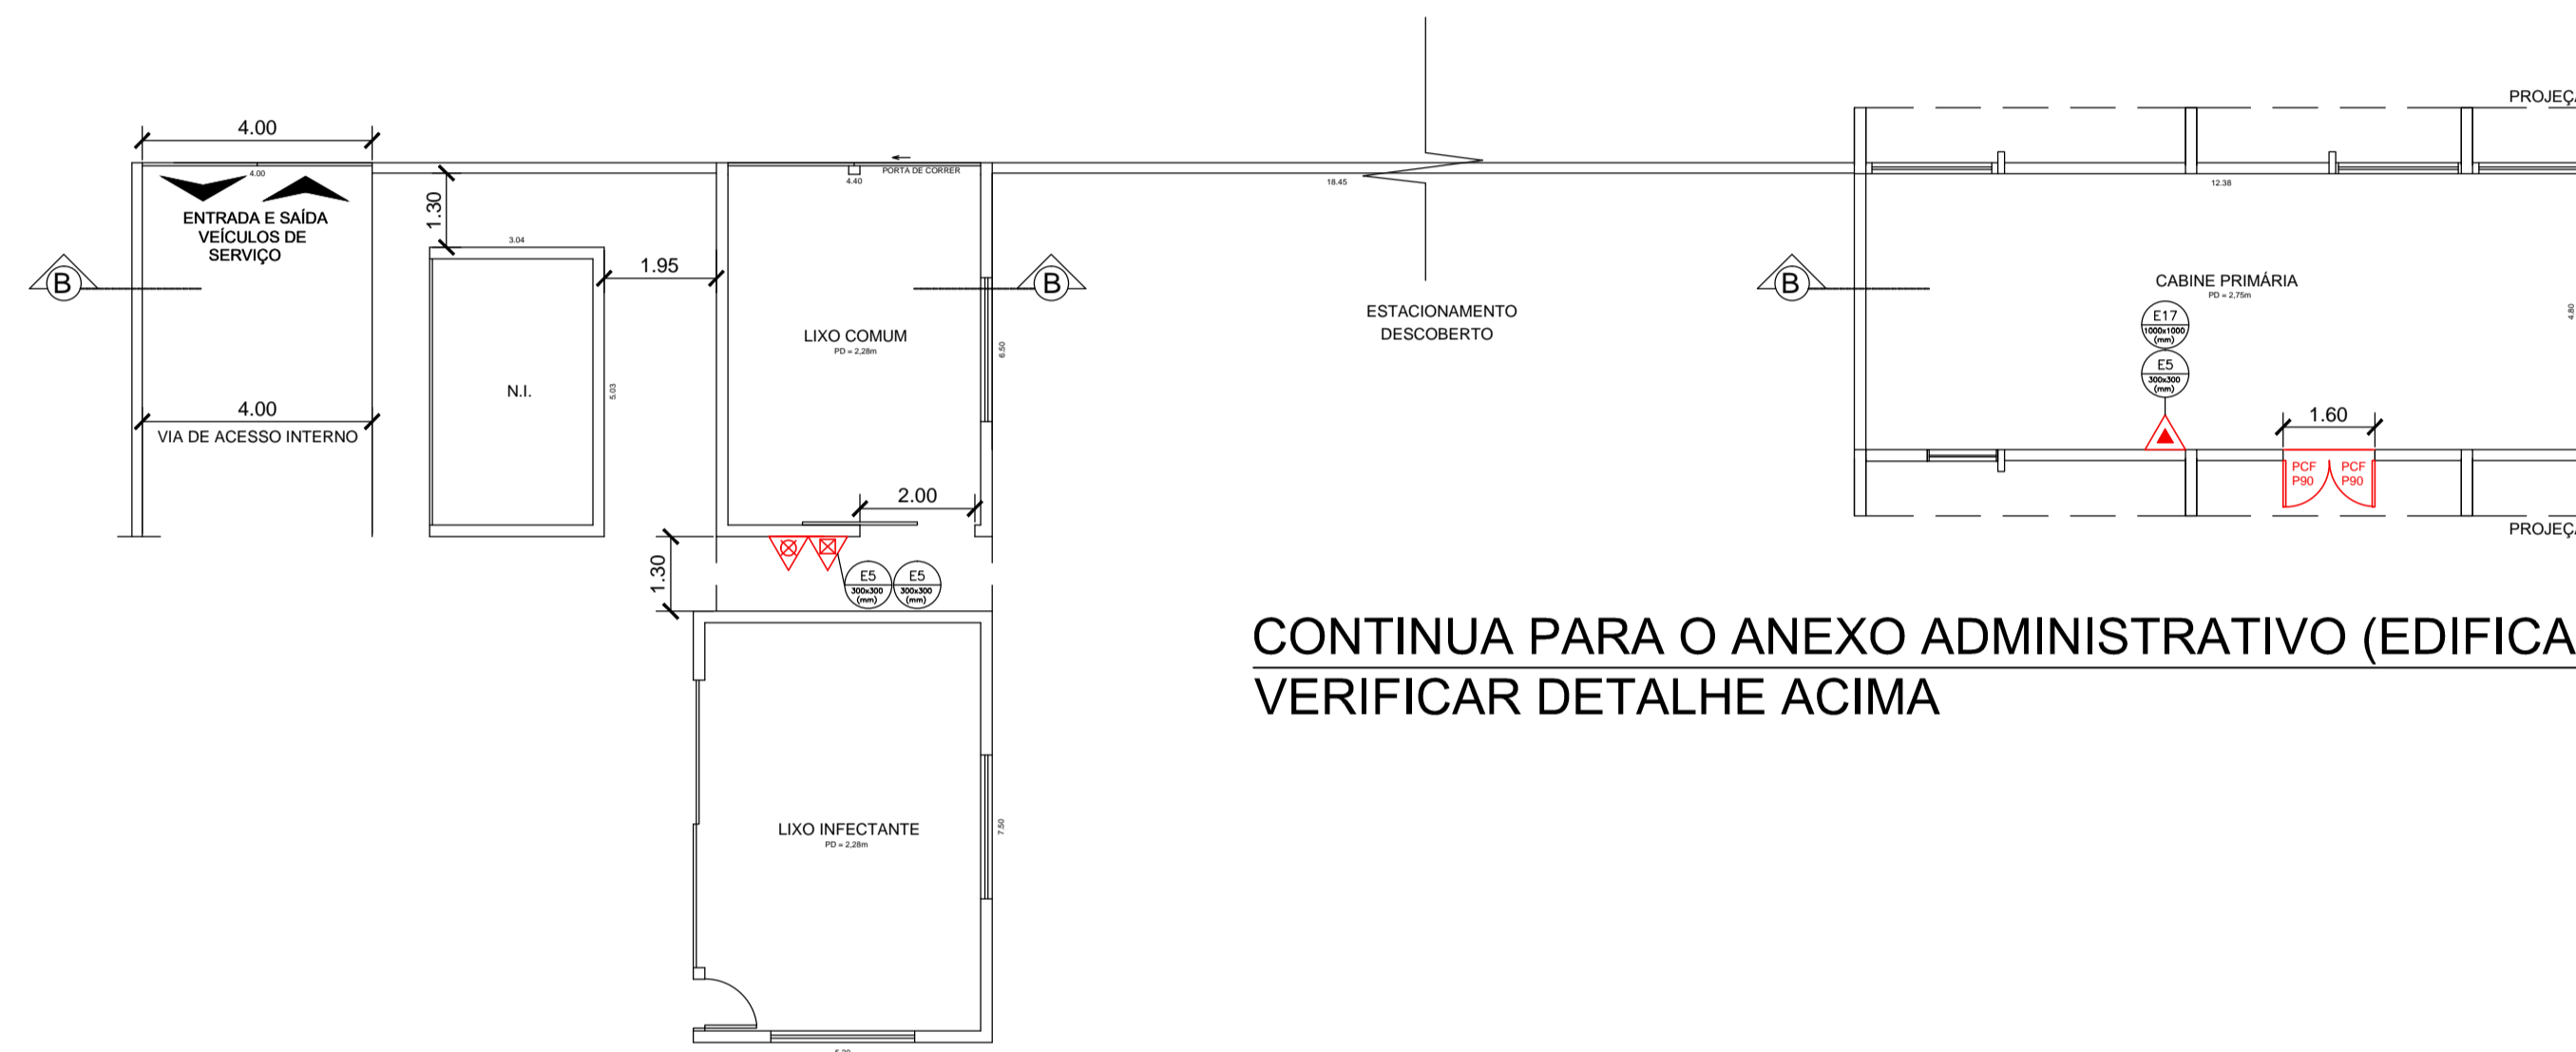 PROJEÇ
4.00
4.00
PORTA DE CORRER
4.40
18.45
12.38
ENTRADA E SAÍDA
VEÍCULOS DE
SERVIÇO
1.30
3.04
1.95
B
B
B
CABINE PRIMÁRIA
PD = 2,75m
ESTACIONAMENTO
DESCOBERTO
4.80
E17
1000x1000
(mm)
E5
300x300
(mm)
LIXO COMUM
PD = 2,28m
6.50
N.I.
5.03
4.00
VIA DE ACESSO INTERNO
1.60
PCF
P90
PCF
P90
2.00
PROJEÇ
1.30
E5
300x300
(mm)
E5
300x300
(mm)
CONTINUA PARA O ANEXO ADMINISTRATIVO (EDIFICA
VERIFICAR DETALHE ACIMA
LIXO INFECTANTE
PD = 2,28m
7.50